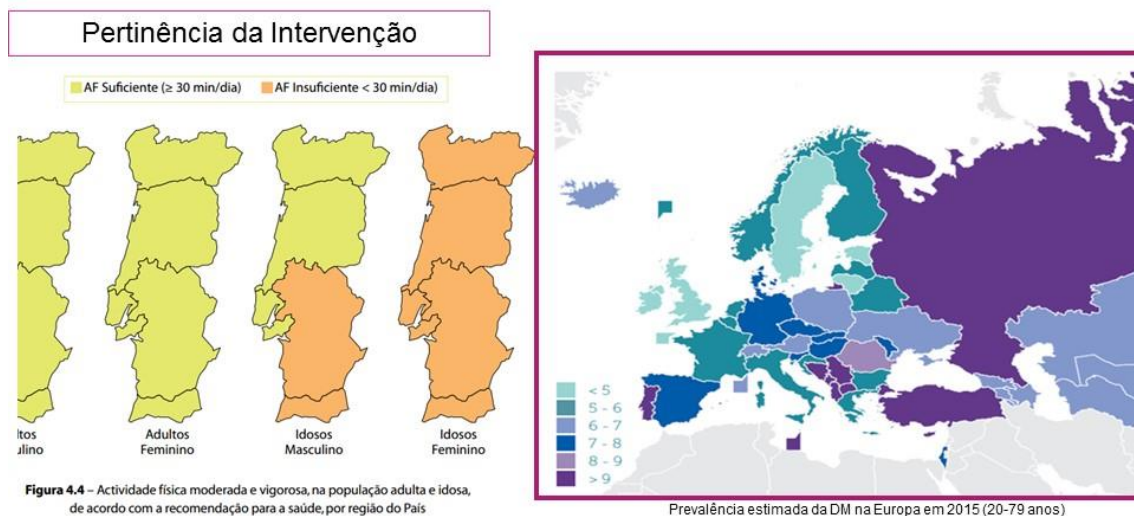 Pertinência da Intervenção
AF Suficiente (≥ 30 min/dia) AF Insuficiente < 30 min/dia)
Adultos
Feminino
Idosos
Masculino
Idosos
Feminino
Figura 4.4 – Actividade física moderada e vigorosa, na população adulta e idosa,
de acordo com a recomendação para a saúde, por região do País
<5
5 - 6
6 - 7
7 - 8
8 - 9
>9
Prevalência estimada da DM na Europa em 2015 (20-79 anos)